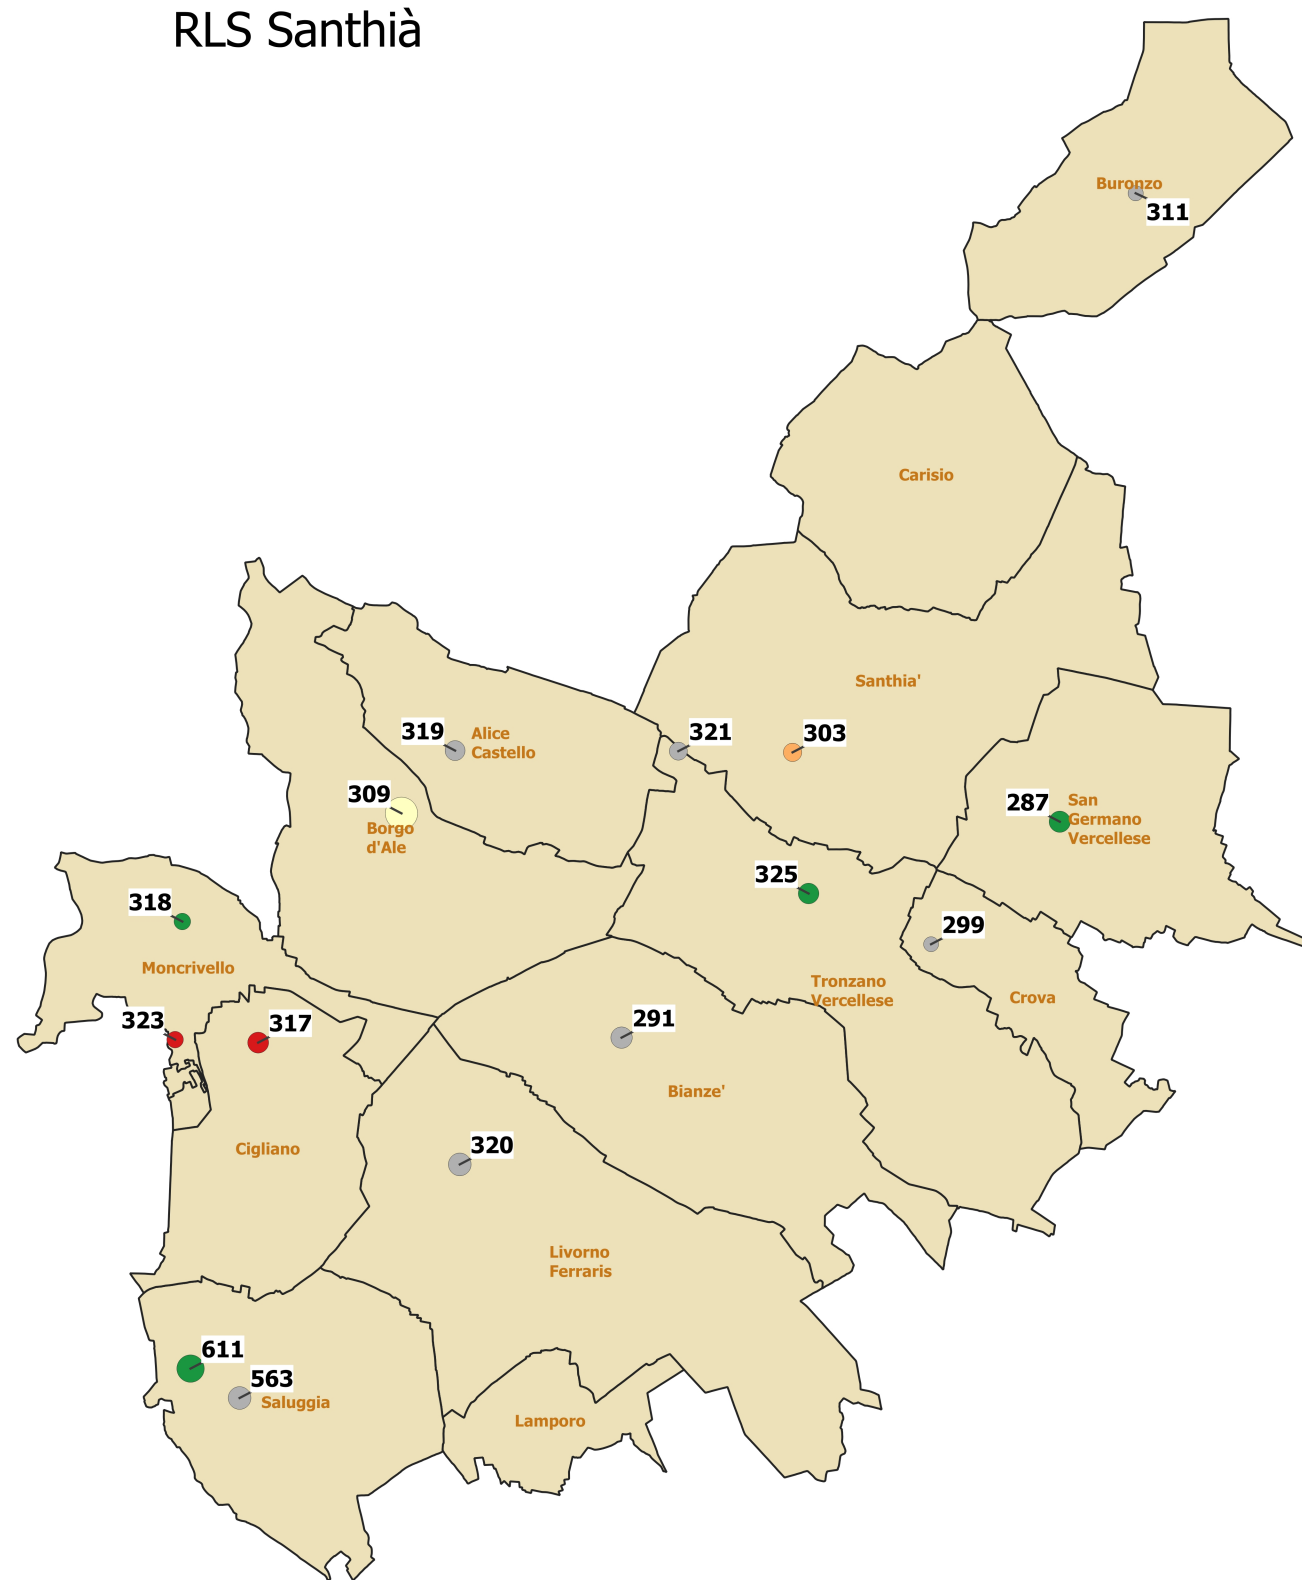 RLS Santhià
Buronzo
311
Carisio
Santhia'
319
Alice
Castello
321
303
309
Borgo
d'Ale
287
San
Germano
Vercellese
325
318
299
Moncrivello
Tronzano
Vercellese
Crova
323
317
291
Bianze'
Cigliano
320
Livorno
Ferraris
611
563
Saluggia
Lamporo